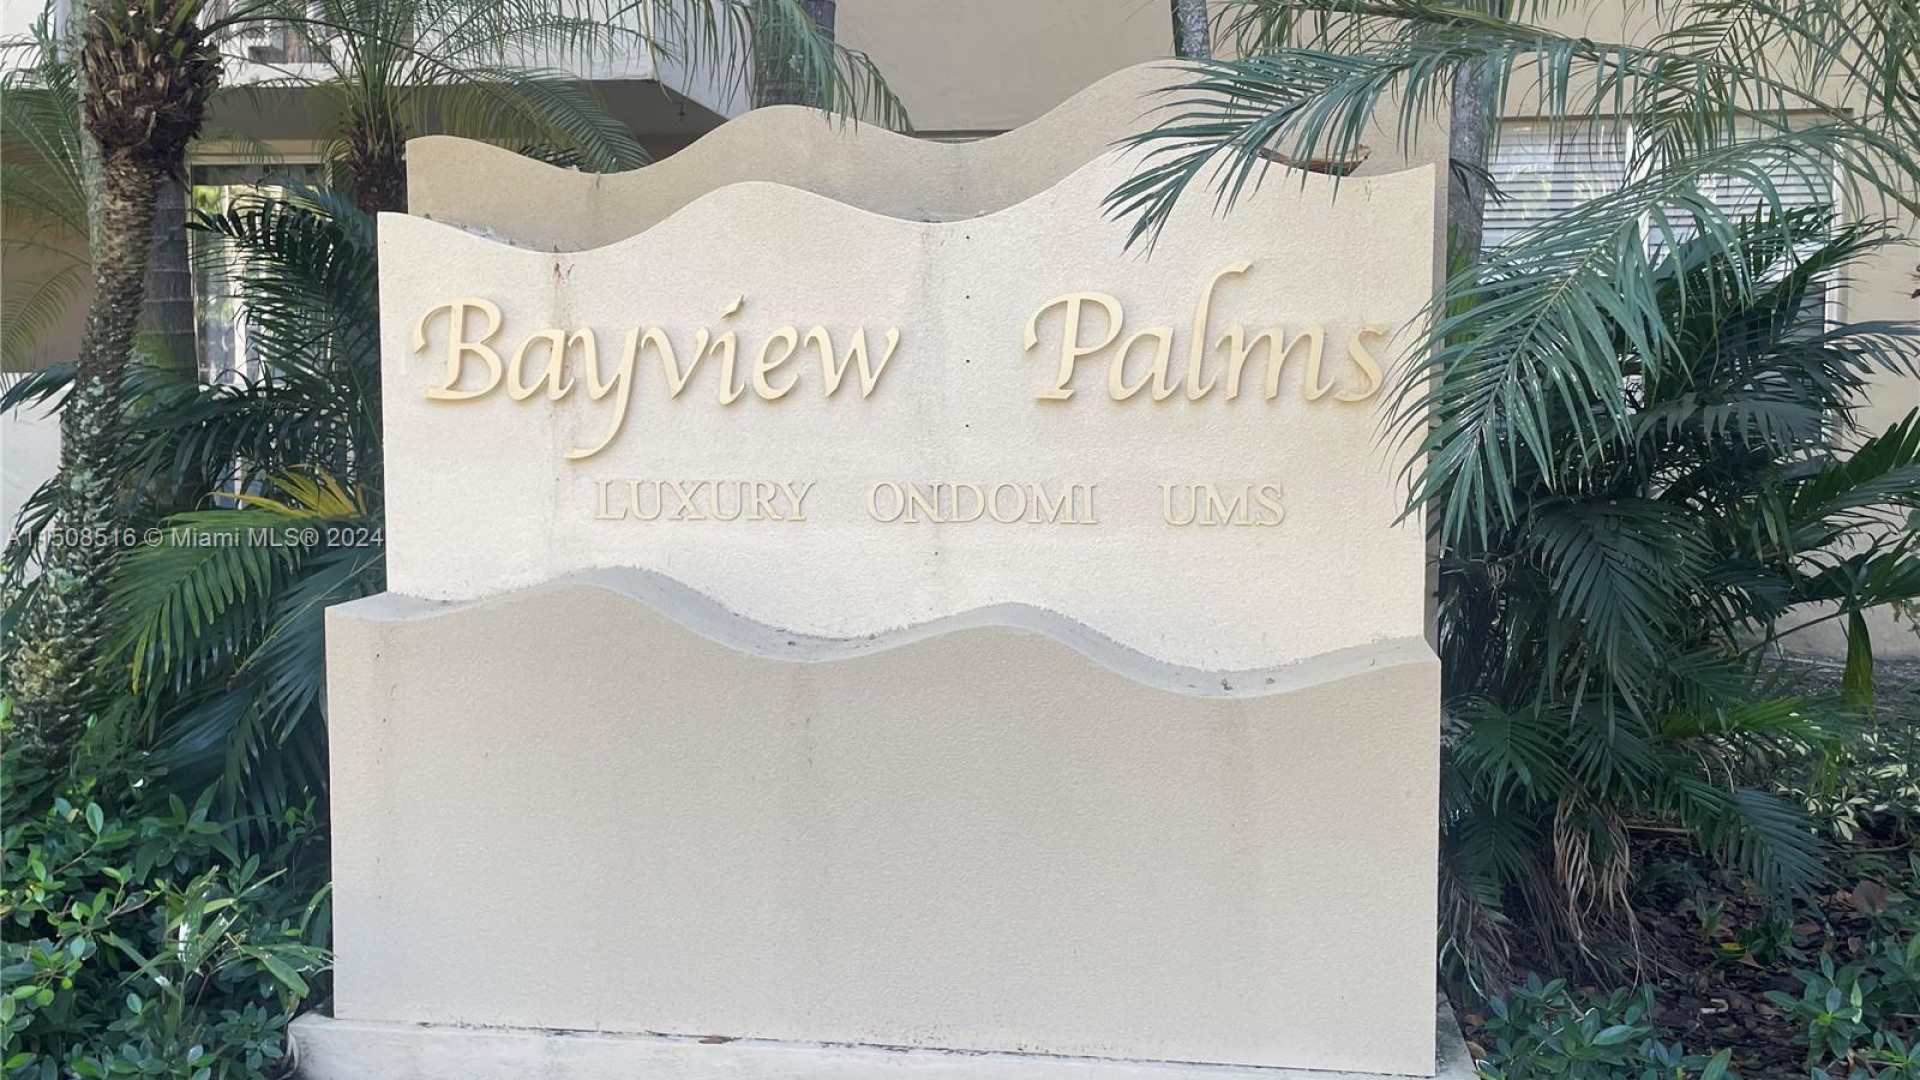 Bayview Palms
LUXURY ONDOMI UMS
A11508516 © Miami MLS® 2024